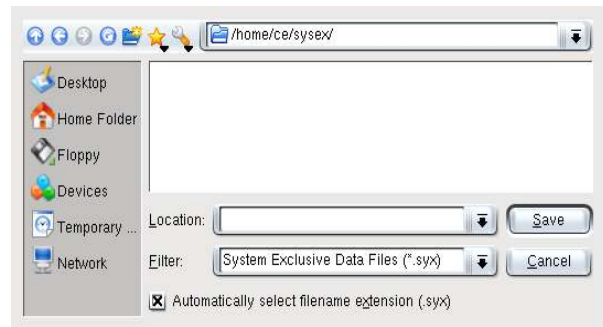 /home/ce/sysex/
Desktop
Home Folder
Floppy
Devices
Temporary ...
Network
Location:
Save
Filter: System Exclusive Data Files (*.syx)
Cancel
Automatically select filename extension (.syx)